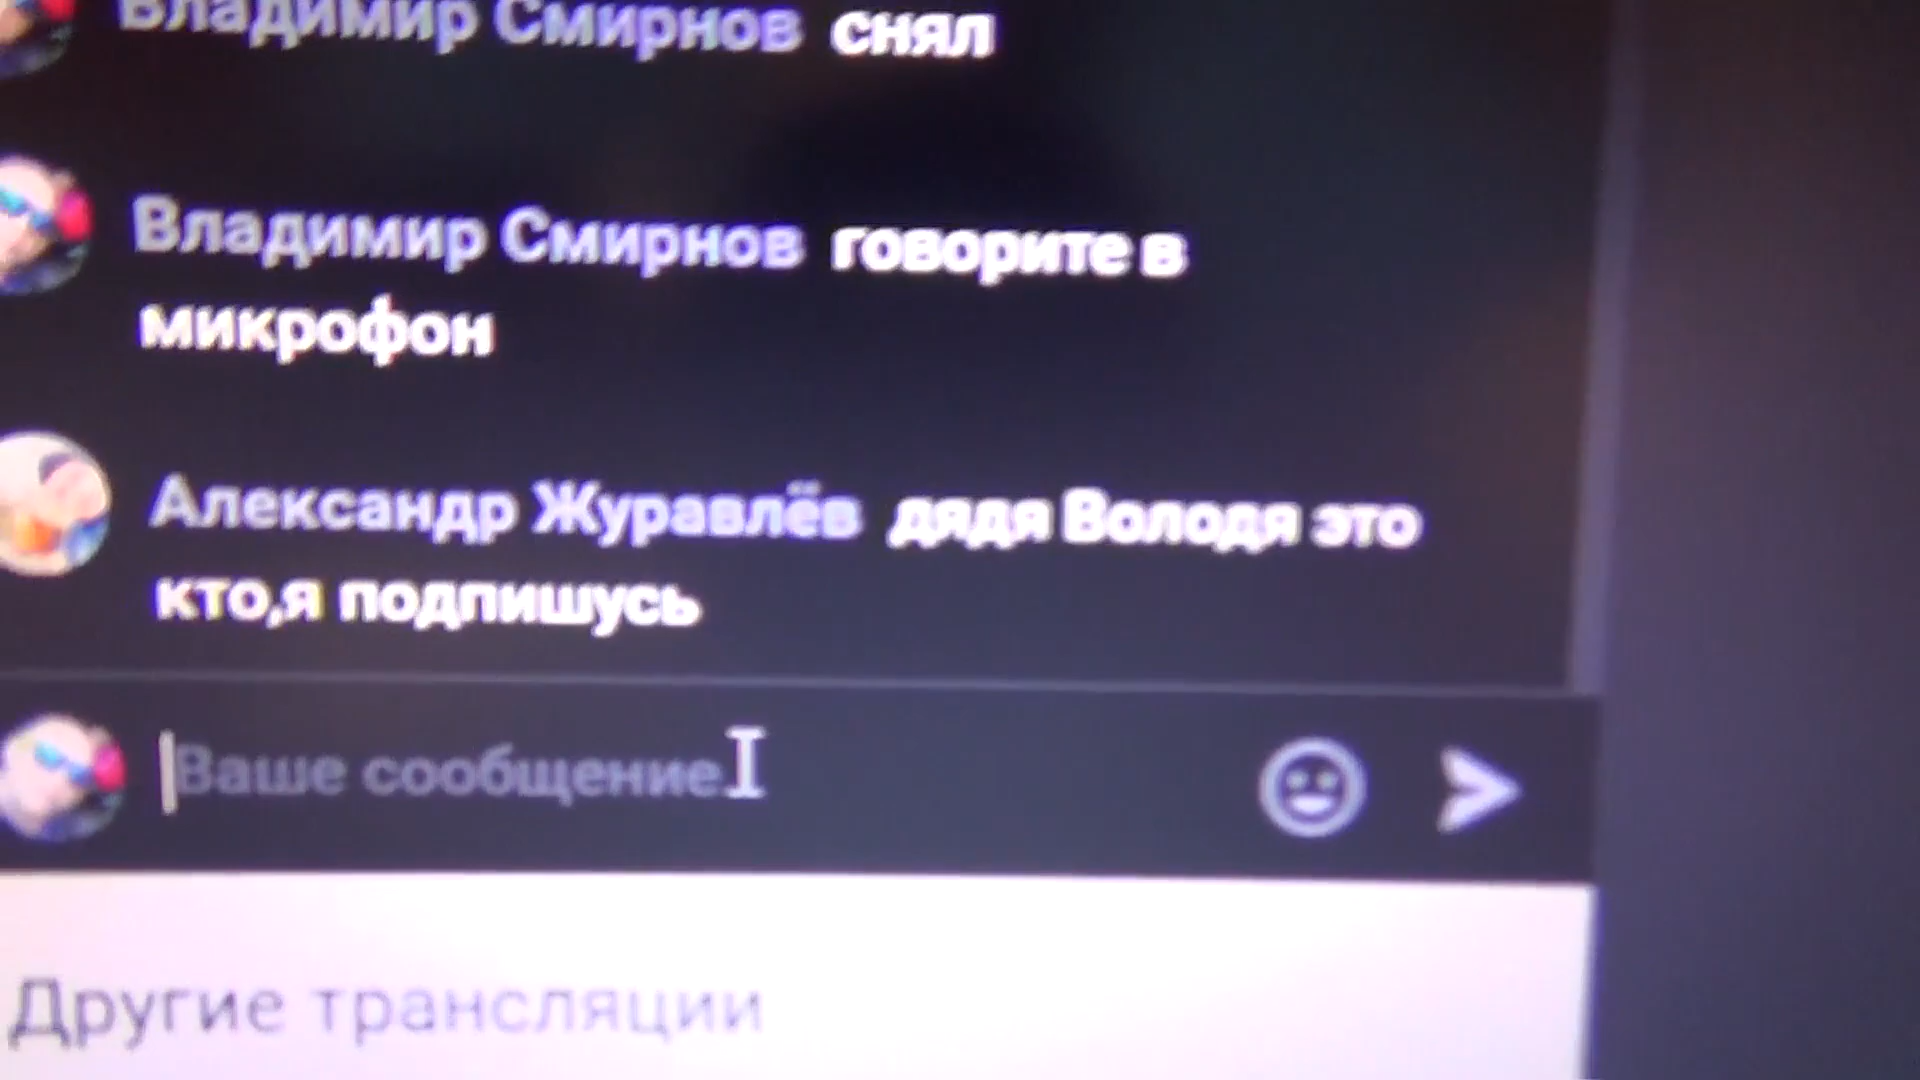 Владимир Смирнов снял
Владимир Смирнов говорите в
микрофон
Александр Журавлёв дядя Володя это
кто,я подпишусь
Ваше сообщение
Другие трансляции